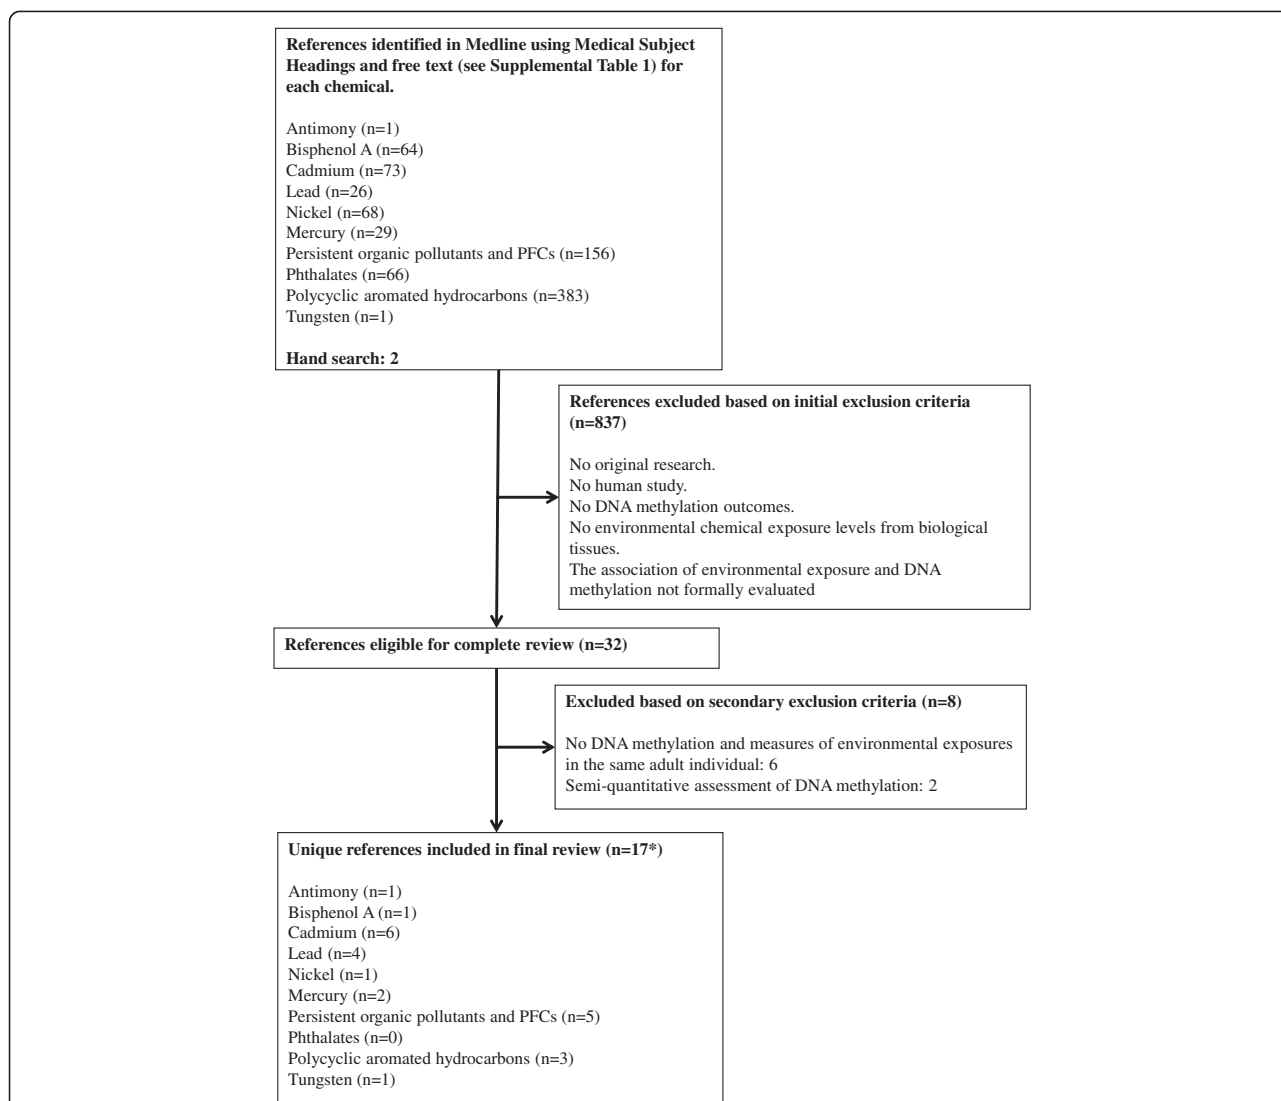 References identified in Medline using Medical Subject
Headings and free text (see Supplemental Table 1) for
each chemical.
Antimony (n=1)
Bisphenol A (n=64)
Cadmium (n=73)
Lead (n=26)
Nickel (n=68)
Mercury (n=29)
Persistent organic pollutants and PFCs (n=156)
Phthalates (n=66)
Polycyclic aromated hydrocarbons (n=383)
Tungsten (n=1)
Hand search: 2
References excluded based on initial exclusion criteria
(n=837)
No original research.
No human study.
No DNA methylation outcomes.
No environmental chemical exposure levels from biological
tissues.
The association of environmental exposure and DNA
methylation not formally evaluated
References eligible for complete review (n=32)
Excluded based on secondary exclusion criteria (n=8)
No DNA methylation and measures of environmental exposures
in the same adult individual: 6
Semi-quantitative assessment of DNA methylation: 2
Unique references included in final review (n=17*)
Antimony (n=1)
Bisphenol A (n=1)
Cadmium (n=6)
Lead (n=4)
Nickel (n=1)
Mercury (n=2)
Persistent organic pollutants and PFCs (n=5)
Phthalates (n=0)
Polycyclic aromated hydrocarbons (n=3)
Tungsten (n=1)